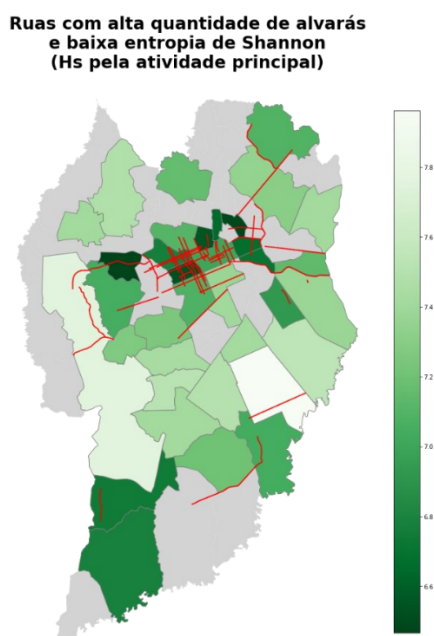 Ruas com alta quantidade de alvarás
e baixa entropia de Shannon
(Hs pela atividade principal)
7.8
7.6
7.4
7.2
7.0
6.8
6.6